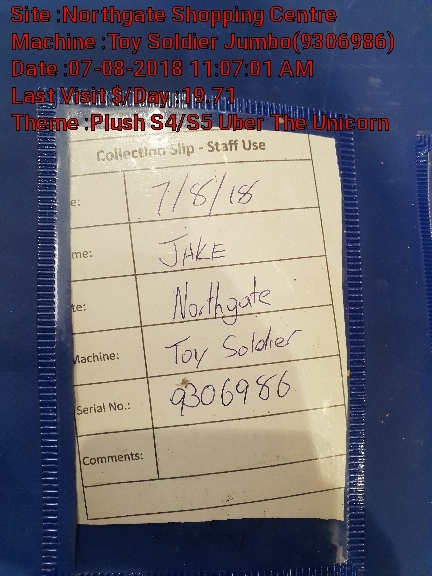 Site :Northgate Shopping Centre
Machine :Toy Soldier Jumbo(9306986)
Date :07-08-2018 11:07:01 AM
Last Visit $/Day :19.71
Theme :Plush S4/S5 Uber The Unicorn
Collection Slip - Staff Use
e: 7/8/18
me: JAKE
te: Northgate
Machine: Toy Soldier
Serial No.: 9306986
Comments: